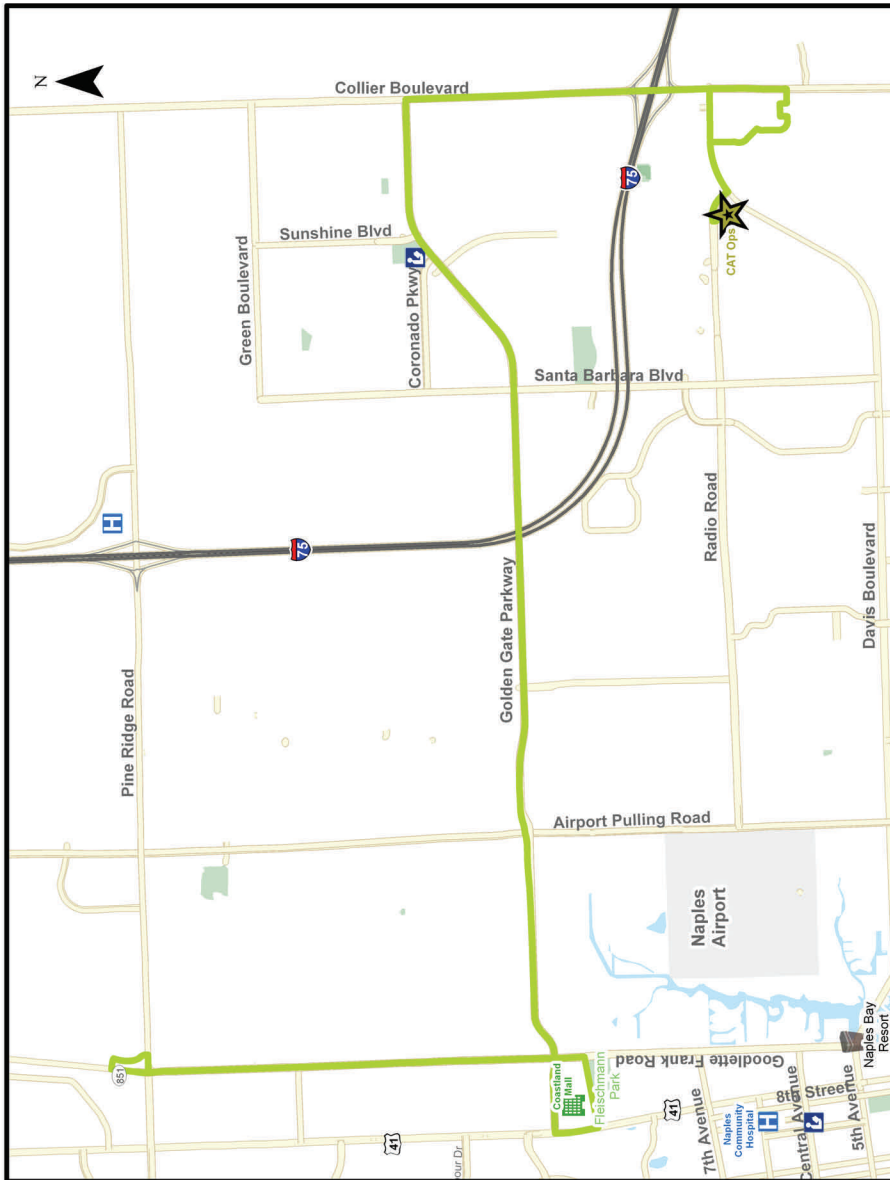 N
Collier Boulevard
Sunshine Blvd
Green Boulevard
Coronado Pkwy
75
CAT Ops
Santa Barbara Blvd
H
75
Radio Road
Golden Gate Parkway
Davis Boulevard
Pine Ridge Road
Airport Pulling Road
Naples
Airport
851
Coastland
Mall
Fleischmann
Park
Goodlette Frank Road
Naples Bay
Resort
41
41
8th Street
7th Avenue
Naples
Community
Hospital
H
Central Avenue
5th Avenue
our Dr